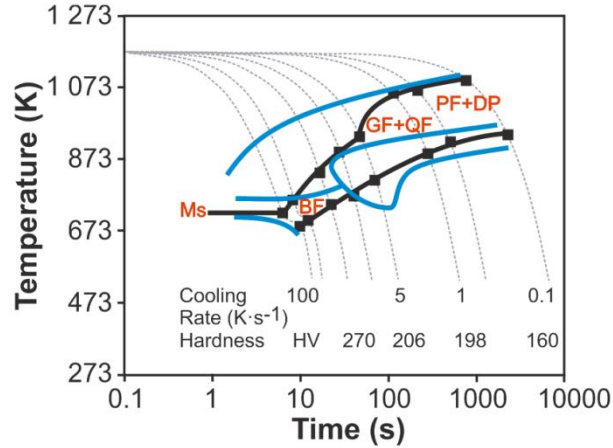 1 273
1 073
873
673
473
273
Temperature (K)
PF+DP
GF+QF
BF
Ms
Cooling 100 5 1 0.1
Rate (K·s-1)
Hardness HV 270 206 198 160
0.1 1 10 100 1000 10000
Time (s)